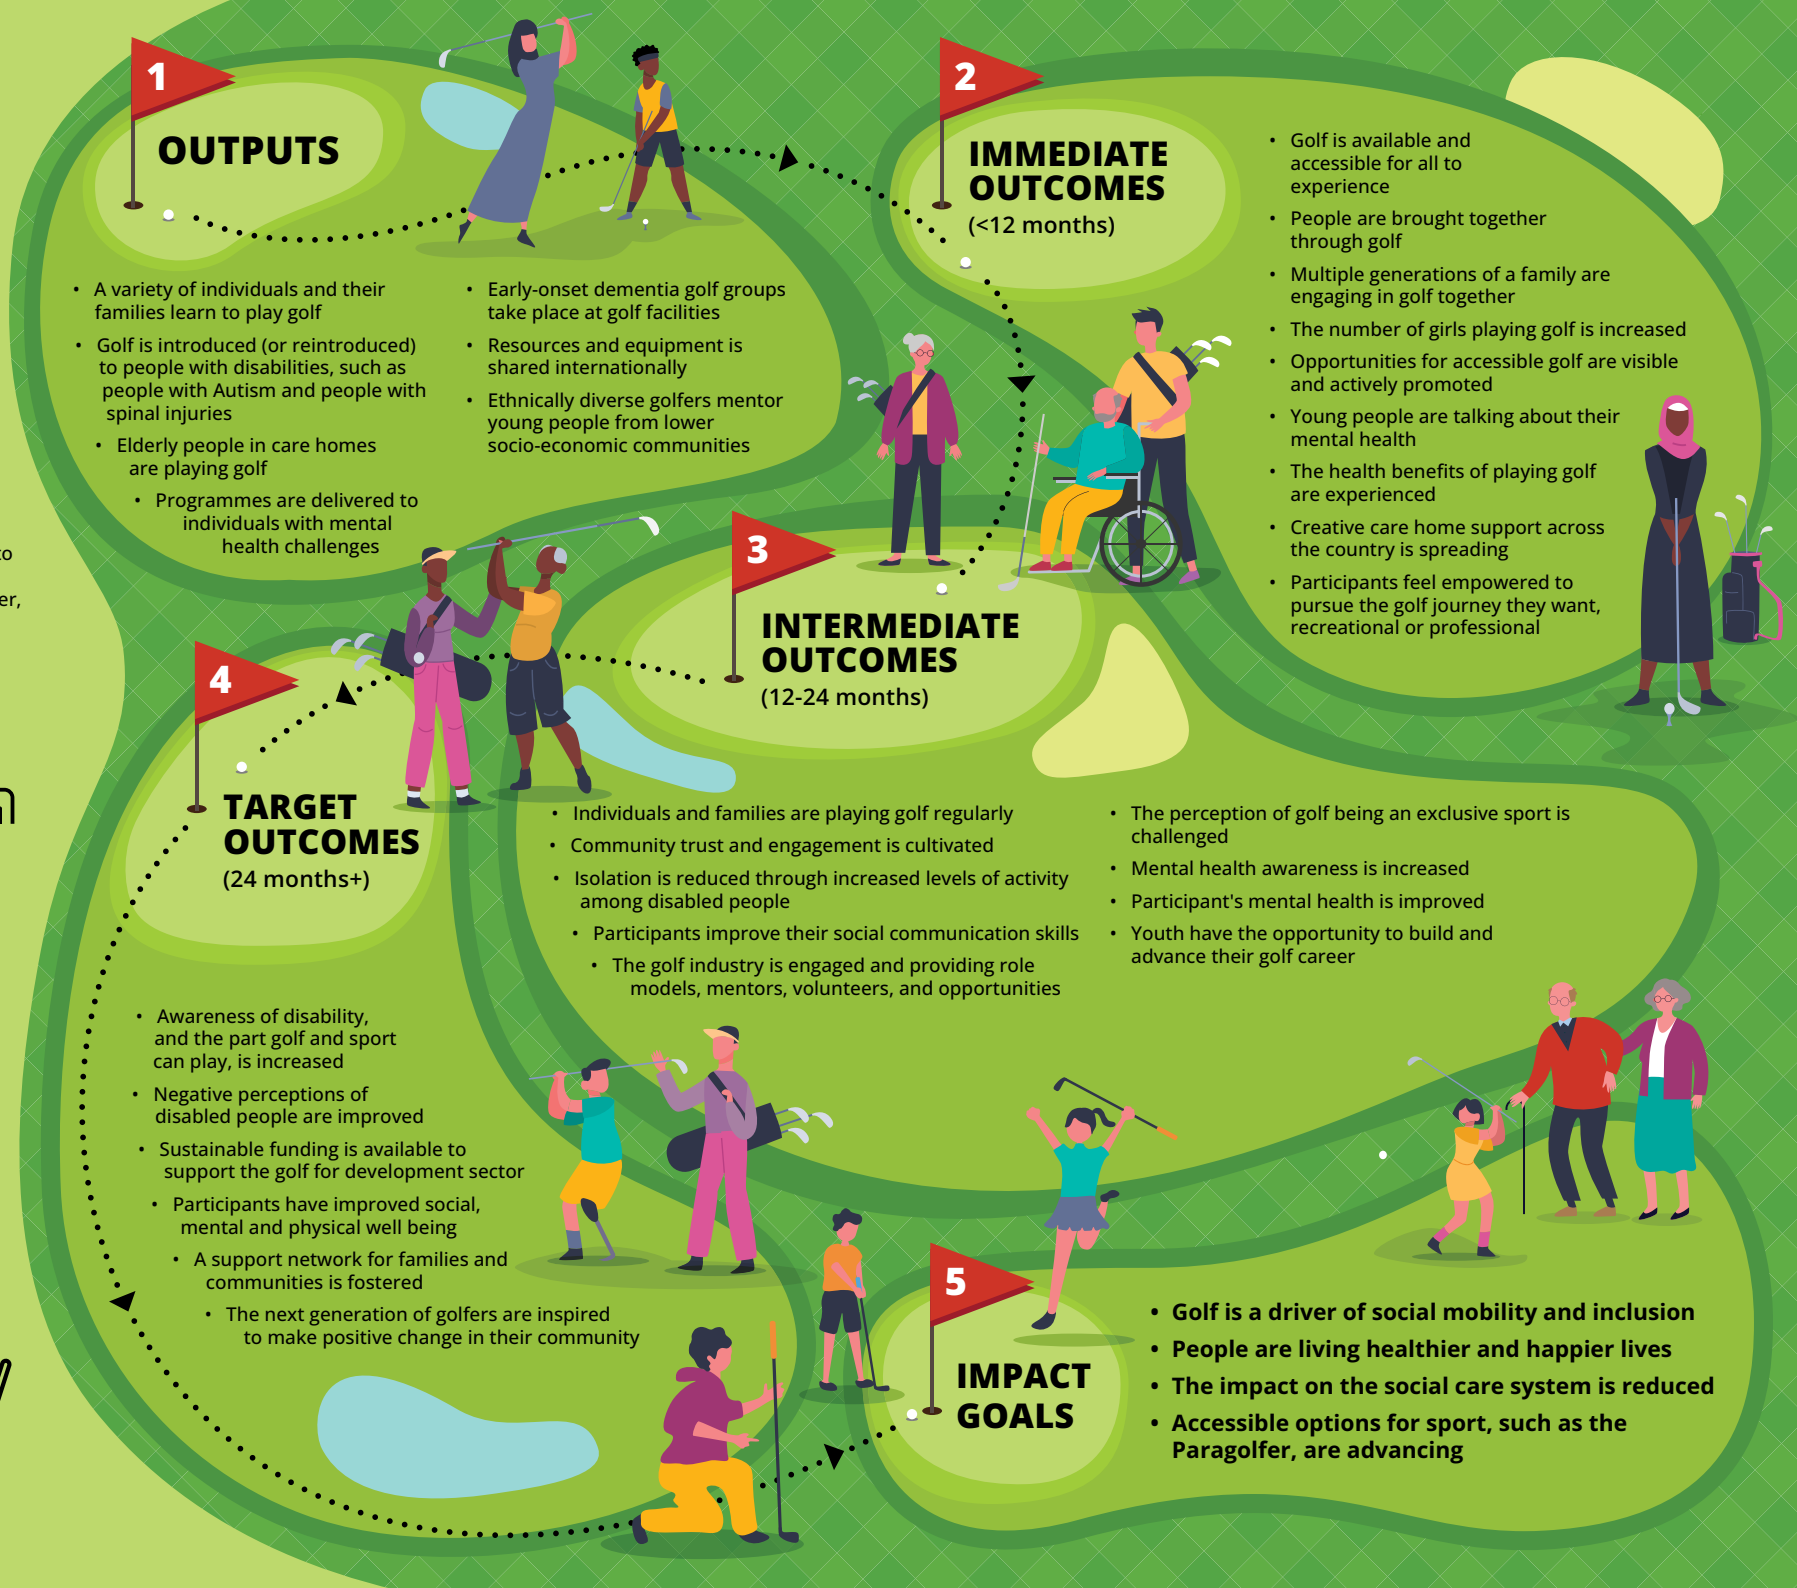 1
OUTPUTS
• A variety of individuals and their
families learn to play golf
• Golf is introduced (or reintroduced)
to people with disabilities, such as
people with Autism and people with
spinal injuries
• Elderly people in care homes
are playing golf
• Programmes are delivered to
individuals with mental
health challenges
• Early-onset dementia golf groups
take place at golf facilities
• Resources and equipment is
shared internationally
• Ethnically diverse golfers mentor
young people from lower
socio-economic communities
2
IMMEDIATE
OUTCOMES
(<12 months)
• Golf is available and
accessible for all to
experience
• People are brought together
through golf
• Multiple generations of a family are
engaging in golf together
• The number of girls playing golf is increased
• Opportunities for accessible golf are visible
and actively promoted
• Young people are talking about their
mental health
• The health benefits of playing golf
are experienced
• Creative care home support across
the country is spreading
• Participants feel empowered to
pursue the golf journey they want,
recreational or professional
3
INTERMEDIATE
OUTCOMES
(12-24 months)
• Individuals and families are playing golf regularly
• Community trust and engagement is cultivated
• Isolation is reduced through increased levels of activity
among disabled people
• Participants improve their social communication skills
• The golf industry is engaged and providing role
models, mentors, volunteers, and opportunities
• The perception of golf being an exclusive sport is
challenged
• Mental health awareness is increased
• Participant's mental health is improved
• Youth have the opportunity to build and
advance their golf career
4
TARGET
OUTCOMES
(24 months+)
• Awareness of disability,
and the part golf and sport
can play, is increased
• Negative perceptions of
disabled people are improved
• Sustainable funding is available to
support the golf for development sector
• Participants have improved social,
mental and physical well being
• A support network for families and
communities is fostered
• The next generation of golfers are inspired
to make positive change in their community
5
IMPACT
GOALS
• Golf is a driver of social mobility and inclusion
• People are living healthier and happier lives
• The impact on the social care system is reduced
• Accessible options for sport, such as the
Paragolfer, are advancing